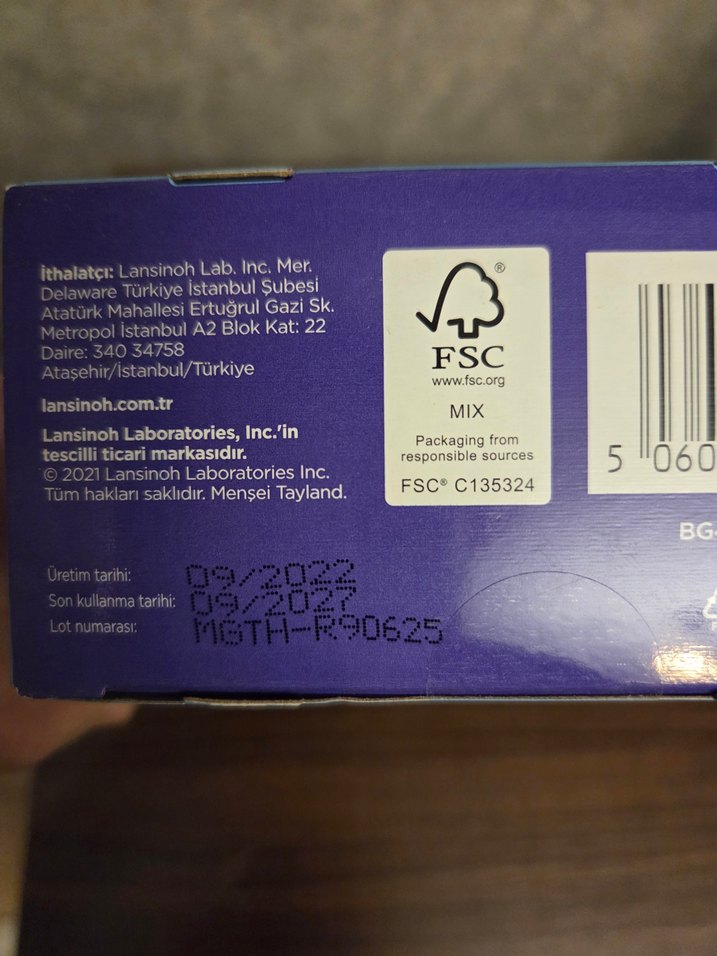 İthalatçı: Lansinoh Lab. Inc. Mer.
Delaware Türkiye İstanbul Şubesi
Atatürk Mahallesi Ertuğrul Gazi Sk.
Metropol İstanbul A2 Blok Kat: 22
Daire: 340 34758
Ataşehir/İstanbul/Türkiye
lansinoh.com.tr
Lansinoh Laboratories, Inc.'in
tescilli ticari markasıdır.
© 2021 Lansinoh Laboratories Inc.
Tüm hakları saklıdır. Menşei Tayland.
Üretim tarihi: 09/2022
Son kullanma tarihi: 09/2027
Lot numarası: MGTH-R90625
®
FSC
www.fsc.org
MIX
Packaging from
responsible sources
FSC® C135324
5 060
BG-